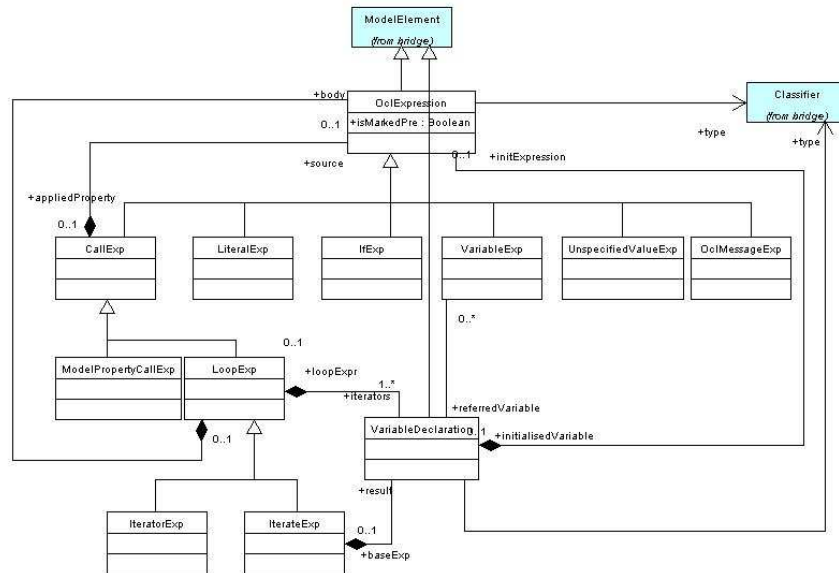 ModelElement
(from bridge)
+body
OclExpression
Classifier
(from bridge)
0..1
+isMarkedPre : Boolean
+type
+type
+source
0..1
+initExpression
+appliedProperty
0..1
CallExp
LiteralExp
IfExp
VariableExp
UnspecifiedValueExp
OclMessageExp
0..*
0..1
ModelPropertyCallExp
LoopExp
+loopExpr
1..*
+iterators
+referredVariable
0..1
VariableDeclaration
0..1
+initialisedVariable
+result
IteratorExp
IterateExp
0..1
+baseExp